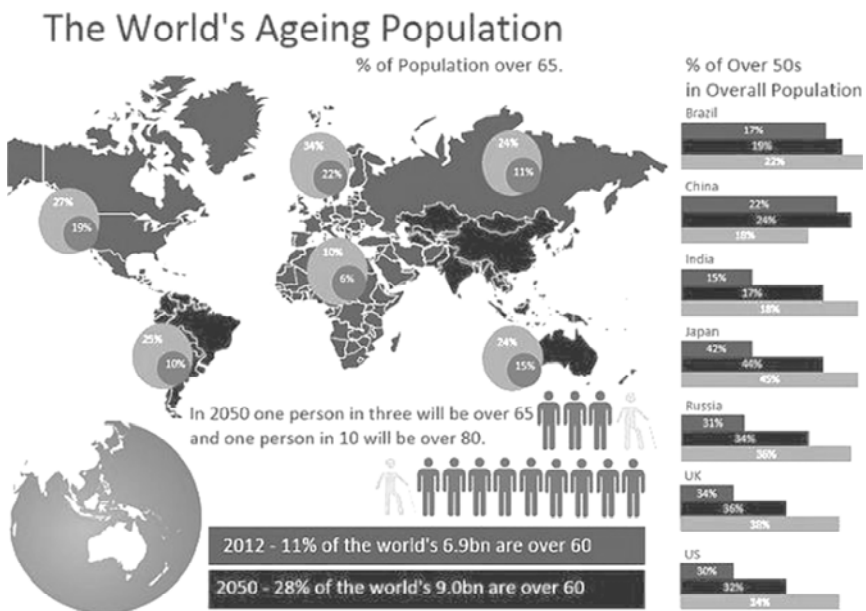 The World's Ageing Population
% of Population over 65.
34%
22%
24%
11%
27%
19%
10%
6%
25%
10%
24%
15%
In 2050 one person in three will be over 65
and one person in 10 will be over 80.
2012 - 11% of the world's 6.9bn are over 60
2050 - 28% of the world's 9.0bn are over 60
% of Over 50s
in Overall Population
Brazil
17%
19%
22%
China
22%
24%
18%
India
15%
17%
18%
Japan
42%
44%
45%
Russia
31%
34%
36%
UK
34%
36%
38%
US
30%
32%
34%